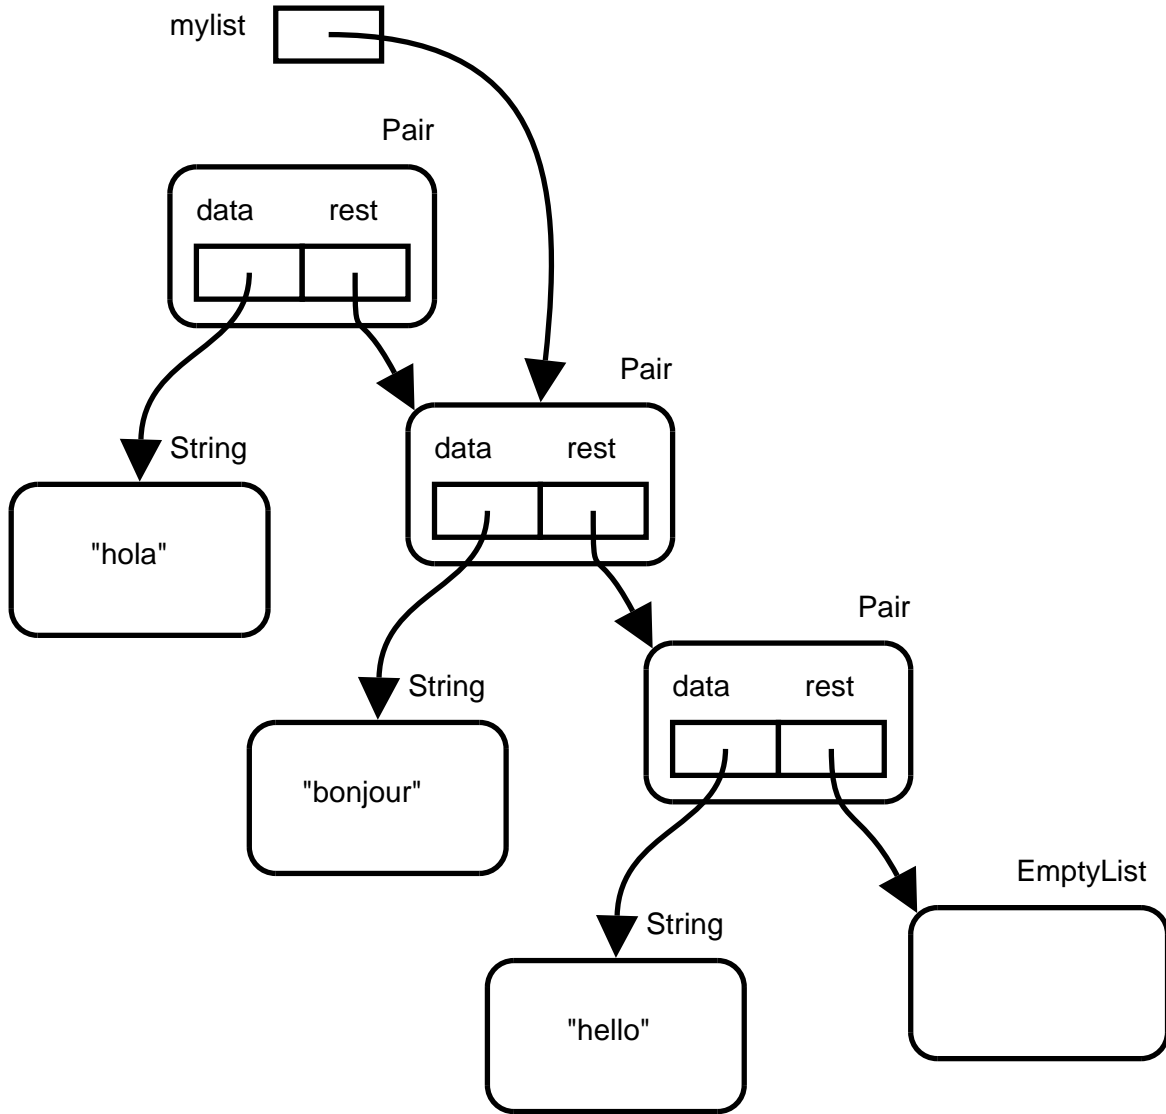 mylist
Pair
data rest
Pair
String
data rest
"hola"
Pair
String
data rest
"bonjour"
EmptyList
String
"hello"